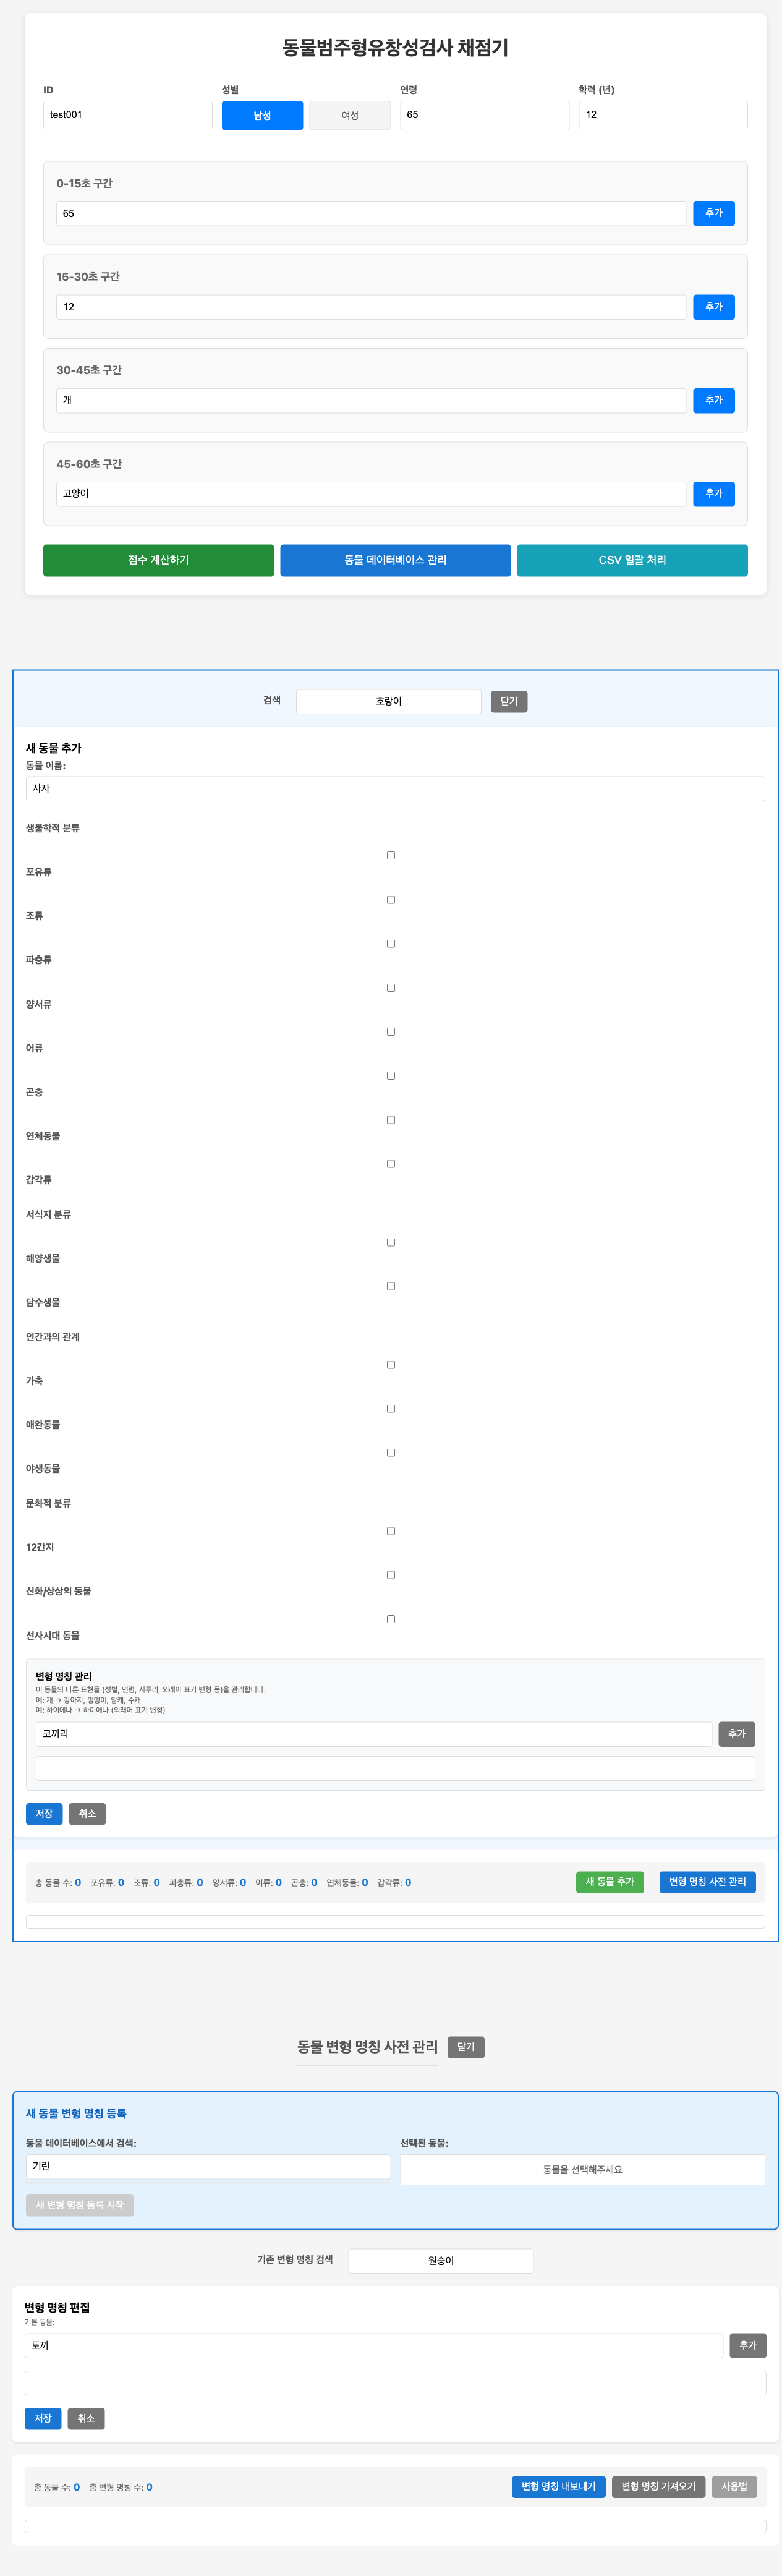 동물범주형유창성검사 채점기
ID 성별 연령 학력 (년)
test001 남성 여성 65 12
0-15초 구간
65 추가
15-30초 구간
12 추가
30-45초 구간
개 추가
45-60초 구간
고양이 추가
점수 계산하기 동물 데이터베이스 관리 CSV 일괄 처리
검색 호랑이 닫기
새 동물 추가
동물 이름:
사자
생물학적 분류
포유류
조류
파충류
양서류
어류
곤충
연체동물
갑각류
서식지 분류
해양생물
담수생물
인간과의 관계
가축
애완동물
야생동물
문화적 분류
12간지
신화/상상의 동물
선사시대 동물
변형 명칭 관리
이 동물의 다른 표현들 (성별, 연령, 사투리, 외래어 표기 변형 등)을 관리합니다.
예: 개 → 강아지, 멍멍이, 암캐, 수캐
예: 하이에나 → 하이애나 (외래어 표기 변형)
코끼리 추가
저장 취소
총 동물 수: 0 포유류: 0 조류: 0 파충류: 0 양서류: 0 어류: 0 곤충: 0 연체동물: 0 갑각류: 0 새 동물 추가 변형 명칭 사전 관리
동물 변형 명칭 사전 관리 닫기
새 동물 변형 명칭 등록
동물 데이터베이스에서 검색: 선택된 동물:
기린 동물을 선택해주세요
새 변형 명칭 등록 시작
기존 변형 명칭 검색 원숭이
변형 명칭 편집
기본 동물:
토끼 추가
저장 취소
총 동물 수: 0 총 변형 명칭 수: 0 변형 명칭 내보내기 변형 명칭 가져오기 사용법